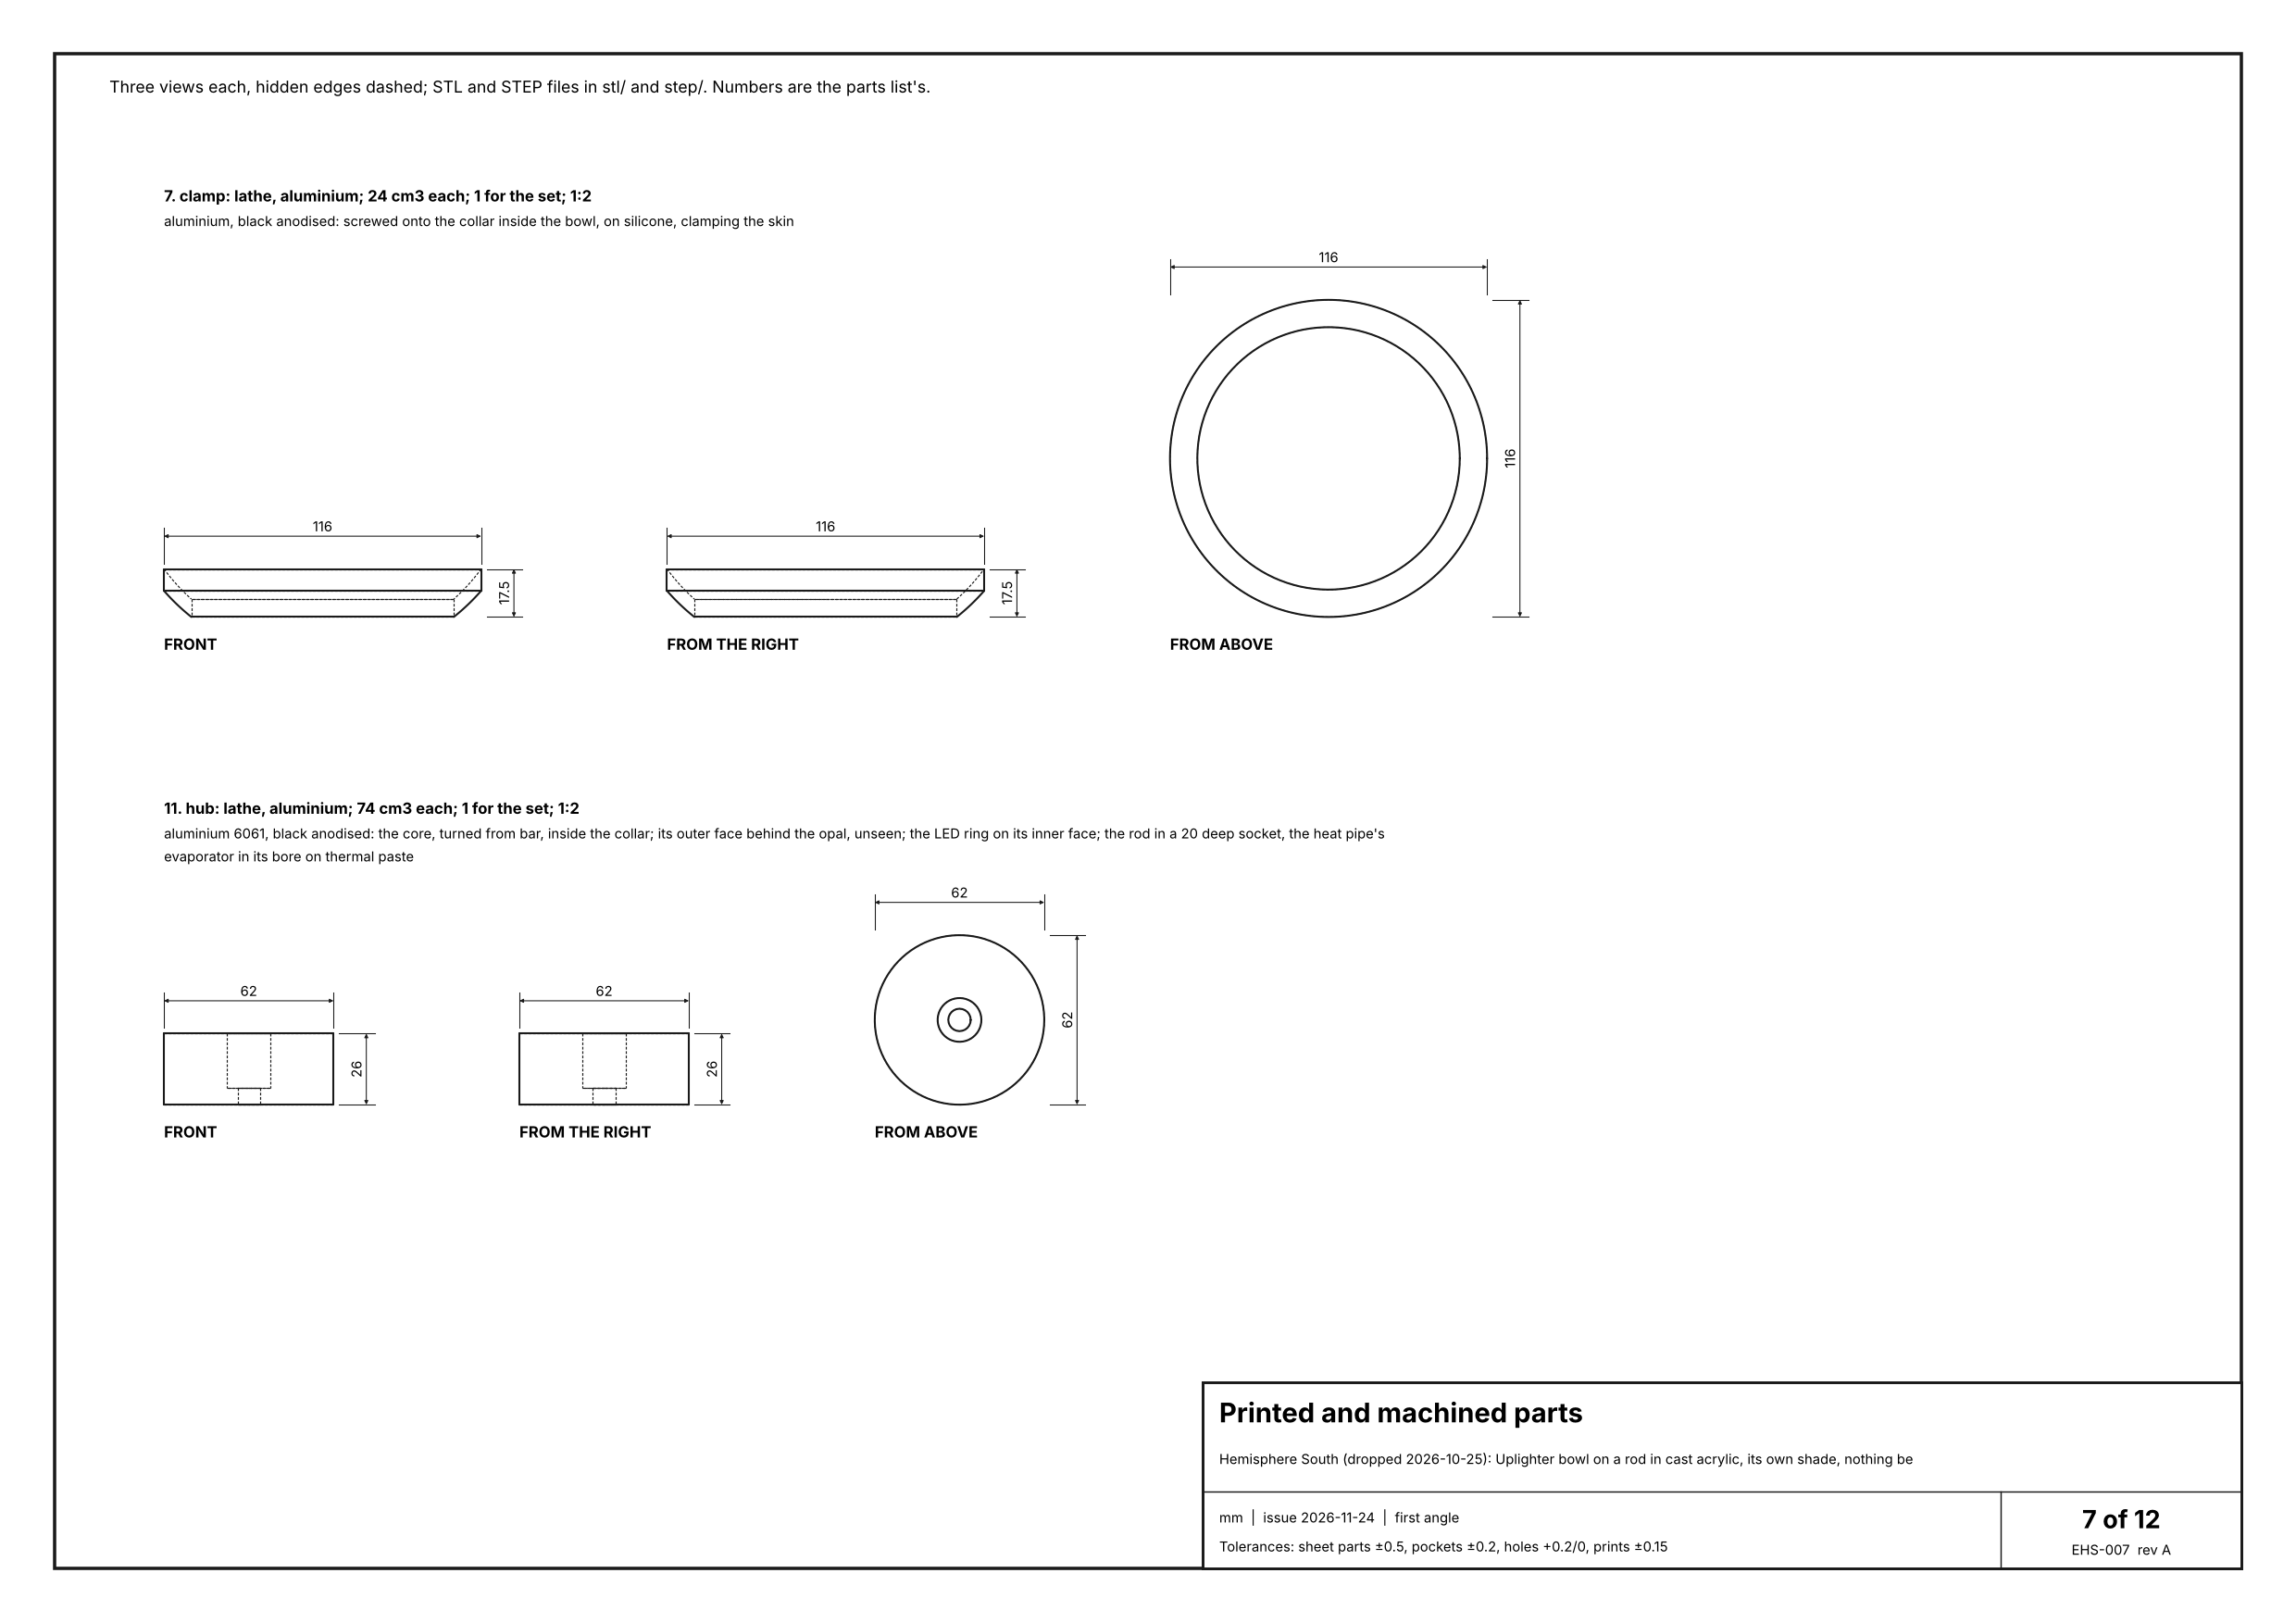 Three views each, hidden edges dashed; STL and STEP files in stl/ and step/. Numbers are the parts list's.
7. clamp: lathe, aluminium; 24 cm3 each; 1 for the set; 1:2
aluminium, black anodised: screwed onto the collar inside the bowl, on silicone, clamping the skin
116
116
116
116
17.5
17.5
FRONT
FROM THE RIGHT
FROM ABOVE
11. hub: lathe, aluminium; 74 cm3 each; 1 for the set; 1:2
aluminium 6061, black anodised: the core, turned from bar, inside the collar; its outer face behind the opal, unseen; the LED ring on its inner face; the rod in a 20 deep socket, the heat pipe's
evaporator in its bore on thermal paste
62
62
62
62
26
26
FRONT
FROM THE RIGHT
FROM ABOVE
Printed and machined parts
Hemisphere South (dropped 2026-10-25): Uplighter bowl on a rod in cast acrylic, its own shade, nothing be
mm | issue 2026-11-24 | first angle
Tolerances: sheet parts ±0.5, pockets ±0.2, holes +0.2/0, prints ±0.15
7 of 12
EHS-007 rev A